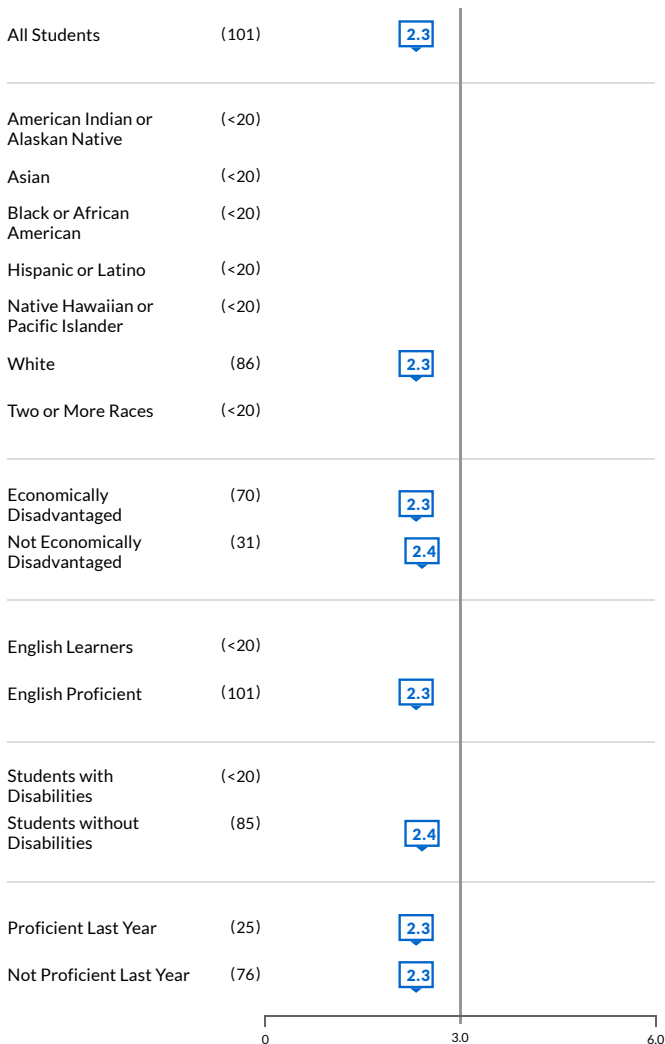 All Students (101) 2.3
American Indian or (<20)
Alaskan Native
Asian (<20)
Black or African (<20)
American
Hispanic or Latino (<20)
Native Hawaiian or (<20)
Pacific Islander
White (86) 2.3
Two or More Races (<20)
Economically (70) 2.3
Disadvantaged
Not Economically (31) 2.4
Disadvantaged
English Learners (<20)
English Proficient (101) 2.3
Students with (<20)
Disabilities
Students without (85) 2.4
Disabilities
Proficient Last Year (25) 2.3
Not Proficient Last Year (76) 2.3
0 3.0 6.0